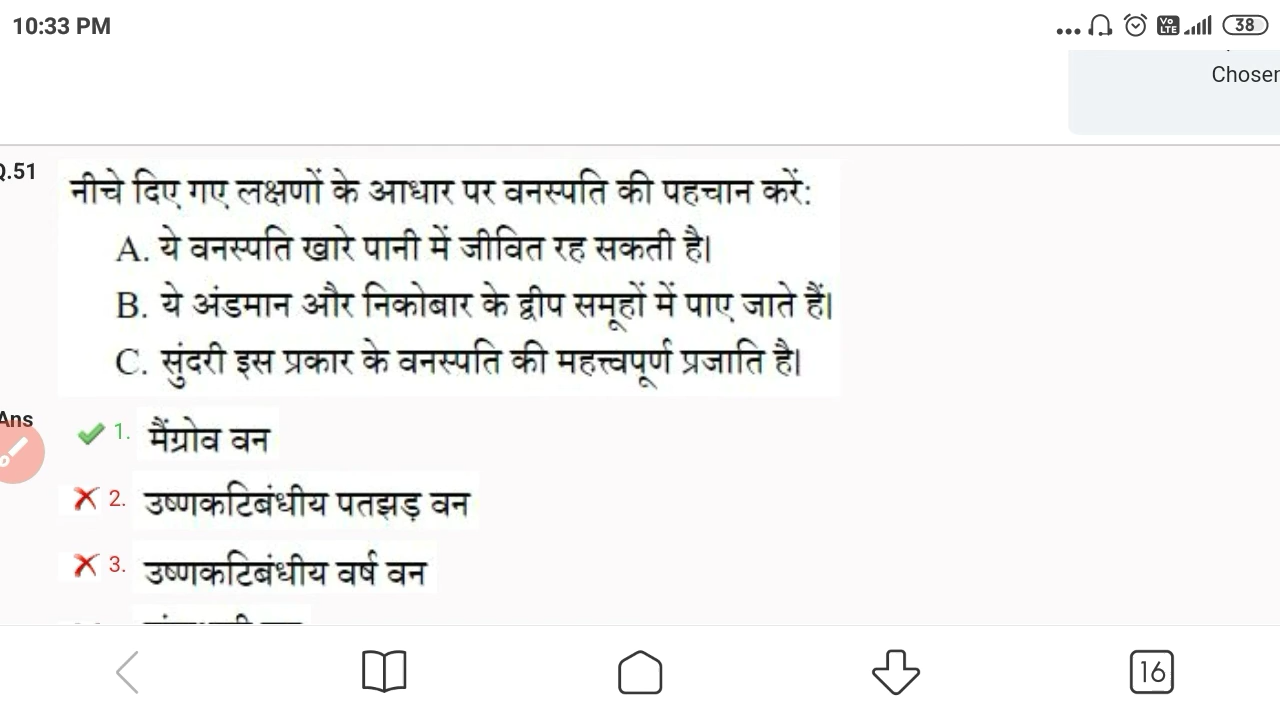 10:33 PM
... Vo LTE 38
Q.51
नीचे दिए गए लक्षणों के आधार पर वनस्पति की पहचान करें:
A. ये वनस्पति खारे पानी में जीवित रह सकती है।
B. ये अंडमान और निकोबार के द्वीप समूहों में पाए जाते हैं।
C. सुंदरी इस प्रकार के वनस्पति की महत्त्वपूर्ण प्रजाति है।
Ans
1. मैंग्रोव वन
2. उष्णकटिबंधीय पतझड़ वन
3. उष्णकटिबंधीय वर्ष वन
16